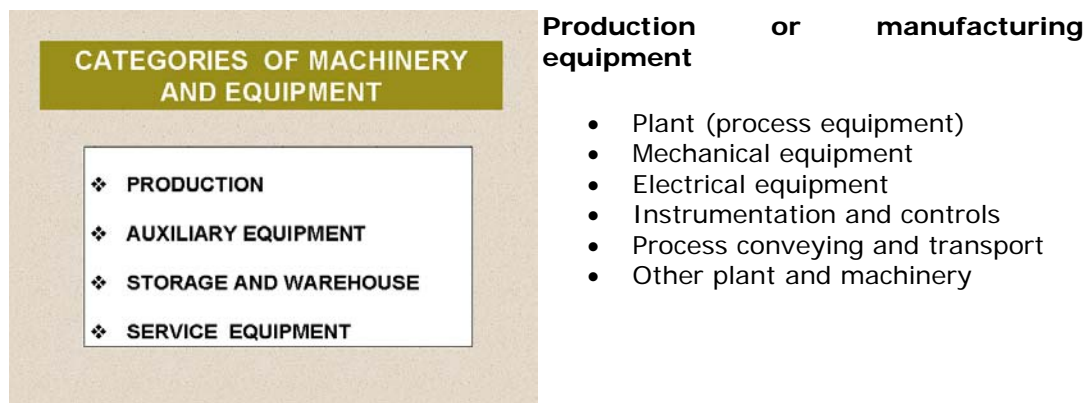 CATEGORIES OF MACHINERY
AND EQUIPMENT
❖ PRODUCTION
❖ AUXILIARY EQUIPMENT
❖ STORAGE AND WAREHOUSE
❖ SERVICE EQUIPMENT
Production or manufacturing
equipment
• Plant (process equipment)
• Mechanical equipment
• Electrical equipment
• Instrumentation and controls
• Process conveying and transport
• Other plant and machinery